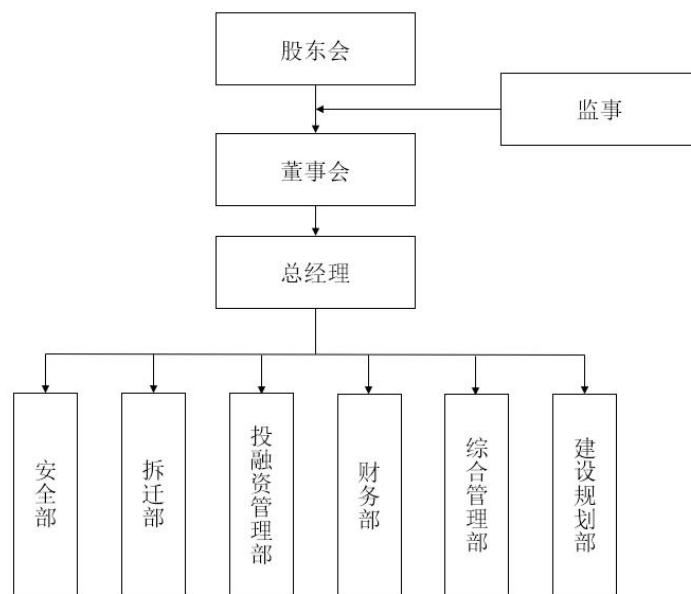 股东会
监事
董事会
总经理
安全部
拆迁部
投融资管理部
财务部
综合管理部
建设规划部